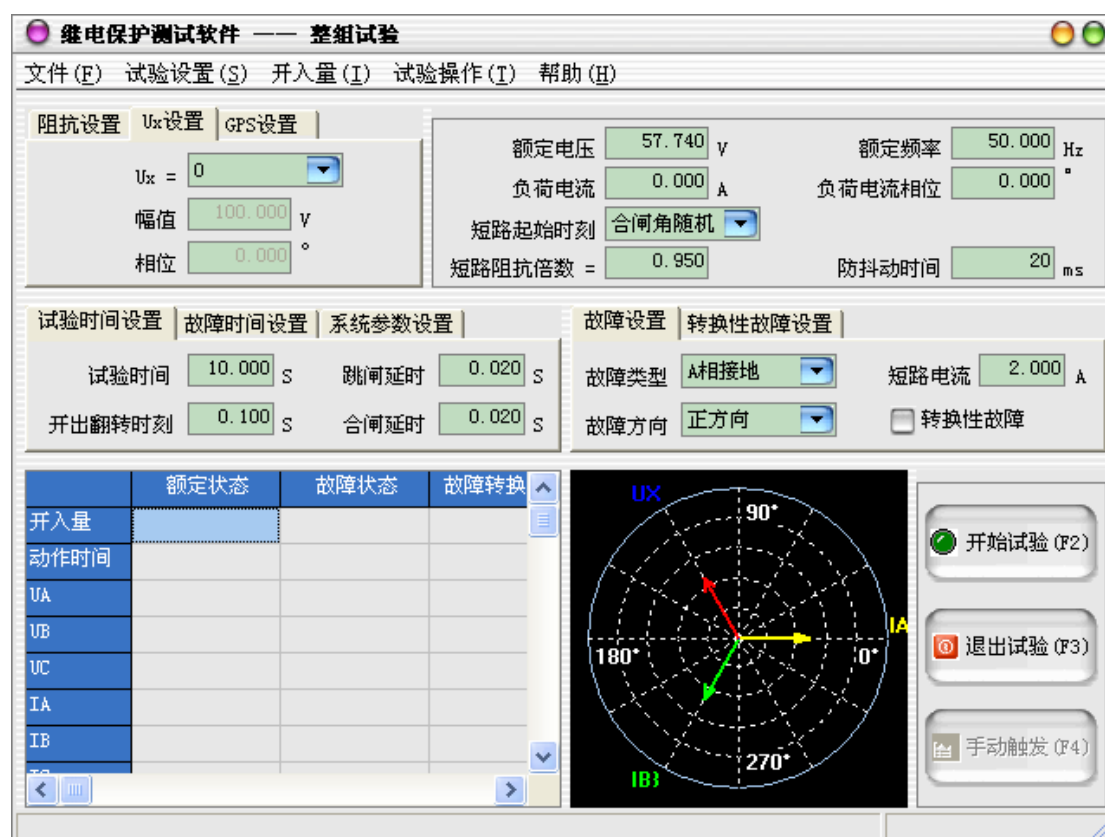 继电保护测试软件 —— 整组试验
文件(F) 试验设置(S) 开入量(I) 试验操作(T) 帮助(H)
阻抗设置 Ux设置 GPS设置
Ux = 0
幅值 100.000 V
相位 0.000 °
额定电压 57.740 V 额定频率 50.000 Hz
负荷电流 0.000 A 负荷电流相位 0.000 °
短路起始时刻 合闸角随机
短路阻抗倍数 = 0.950 防抖动时间 20 ms
试验时间设置 故障时间设置 系统参数设置
试验时间 10.000 S 跳闸延时 0.020 S
开出翻转时刻 0.100 S 合闸延时 0.020 S
故障设置 转换性故障设置
故障类型 A相接地 短路电流 2.000 A
故障方向 正方向 转换性故障
额定状态 故障状态 故障转换
开入量
动作时间
UA
UB
UC
IA
IB
UX
90°
IA
180° 0°
270°
开始试验(F2)
退出试验(F3)
手动触发(F4)